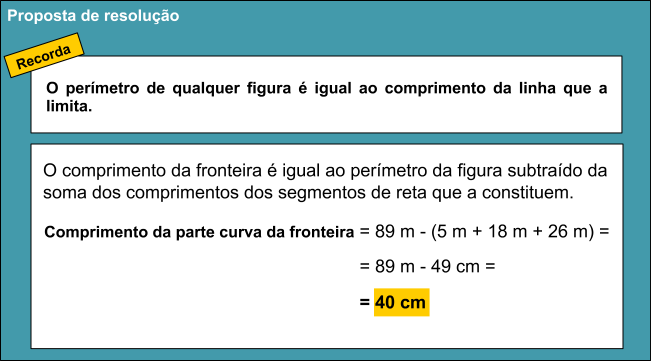 Proposta de resolução
Recorda
O perímetro de qualquer figura é igual ao comprimento da linha que a
limita.
O comprimento da fronteira é igual ao perímetro da figura subtraído da
soma dos comprimentos dos segmentos de reta que a constituem.
Comprimento da parte curva da fronteira = 89 m - (5 m + 18 m + 26 m) =
= 89 m - 49 cm =
= 40 cm